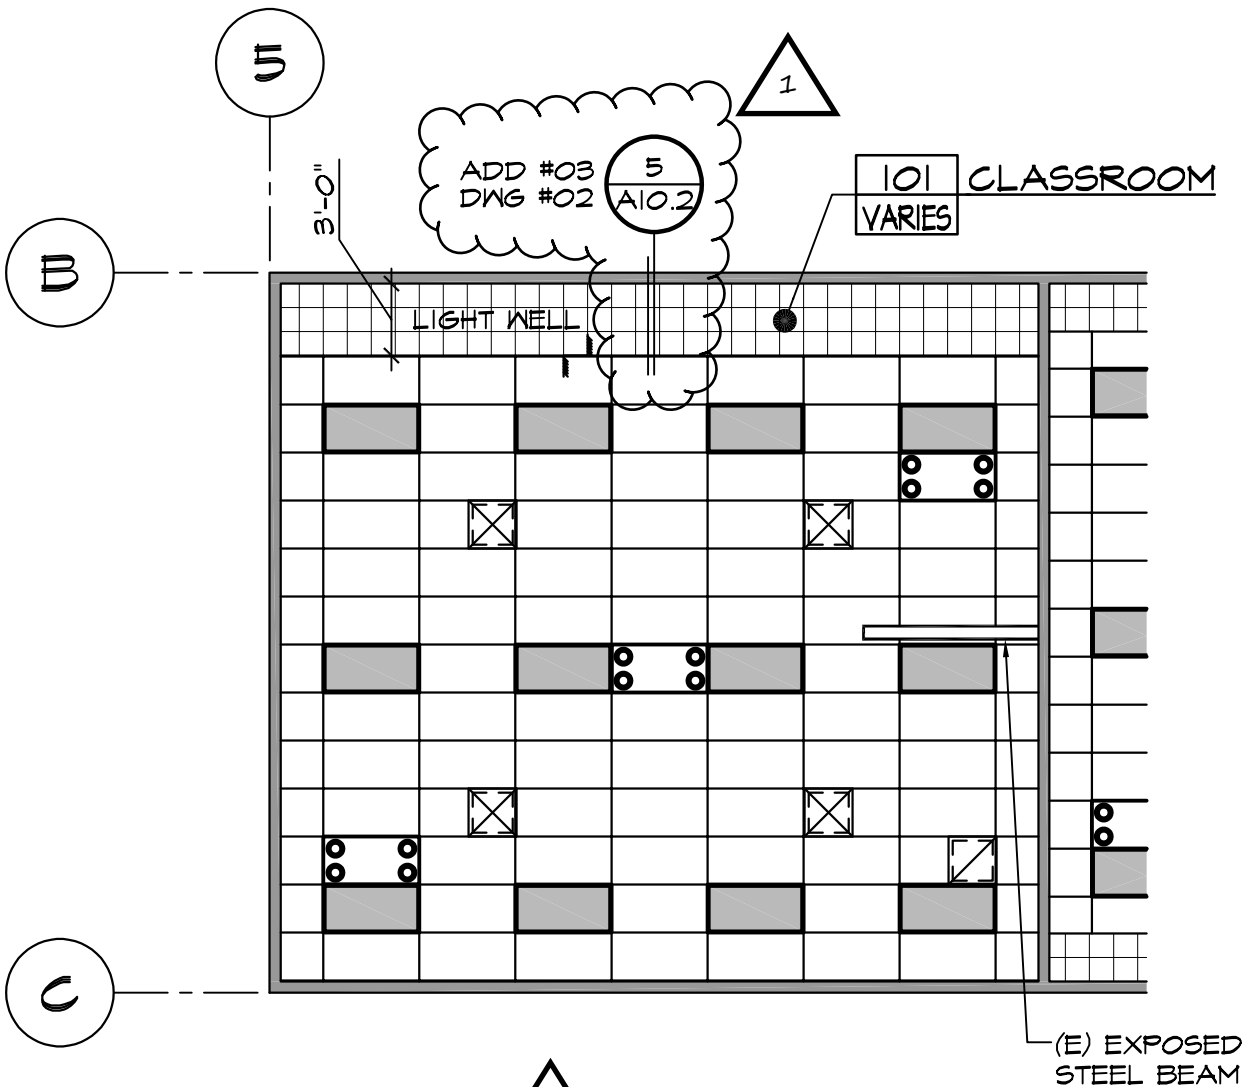 5
1
ADD #03
DWG #02
5
A10.2
101 CLASSROOM
VARIES
3'-0"
B
LIGHT WELL
C
(E) EXPOSED
STEEL BEAM